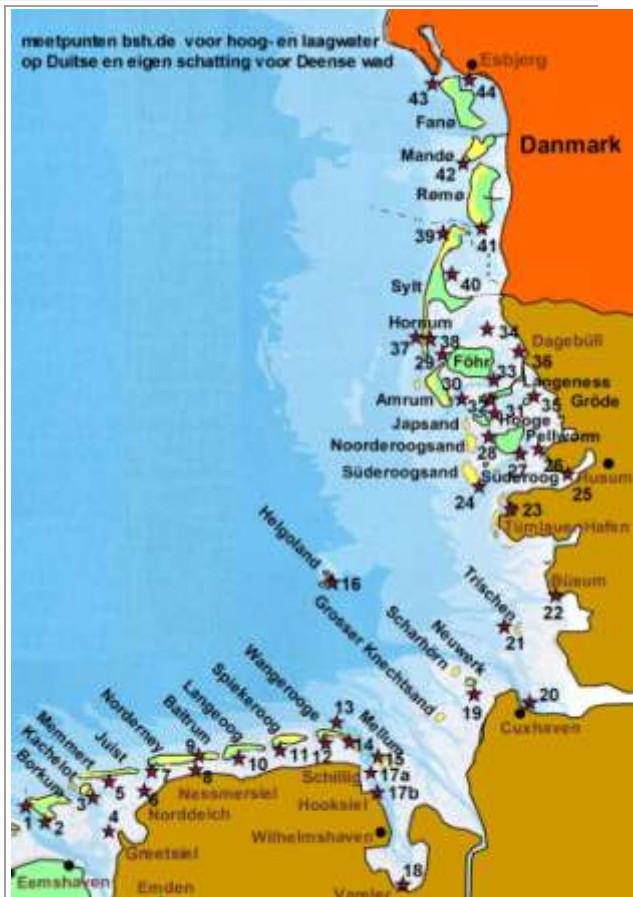 meetpunten bsh.de voor hoog- en laagwater
op Duitse en eigen schatting voor Deense wad
Esbjerg
43
44
Fanø
Danmark
Mandø
42
Rømø
39
41
40
Sylt
Hornum
37
38
34
Dagebüll
29
36
Föhr
33
Langeness
30
Amrum
32
31
35
Gröde
Hooge
Japsand
28
Pellworm
Noorderoogsand
27
26
Süderoogsand
Süderoog
Husum
24
25
23
Tümlauer Hafen
Helgoland
16
Büsum
22
Trischen
21
Neuwerk
Scharhörn
Grosser Knechtsand
19
20
Cuxhaven
Wangerooge
Spiekeroog
Langeoog
Baltrum
Norderney
Juist
Memmert
Kachelot
Borkum
13
Mellum
9
10
11
12
14
15
Schillig
17a
17b
Hooksiel
7
8
Nessmersiel
5
6
Norddeich
3
1
2
4
Greetsiel
Wilhelmshaven
Eemshaven
Emden
18